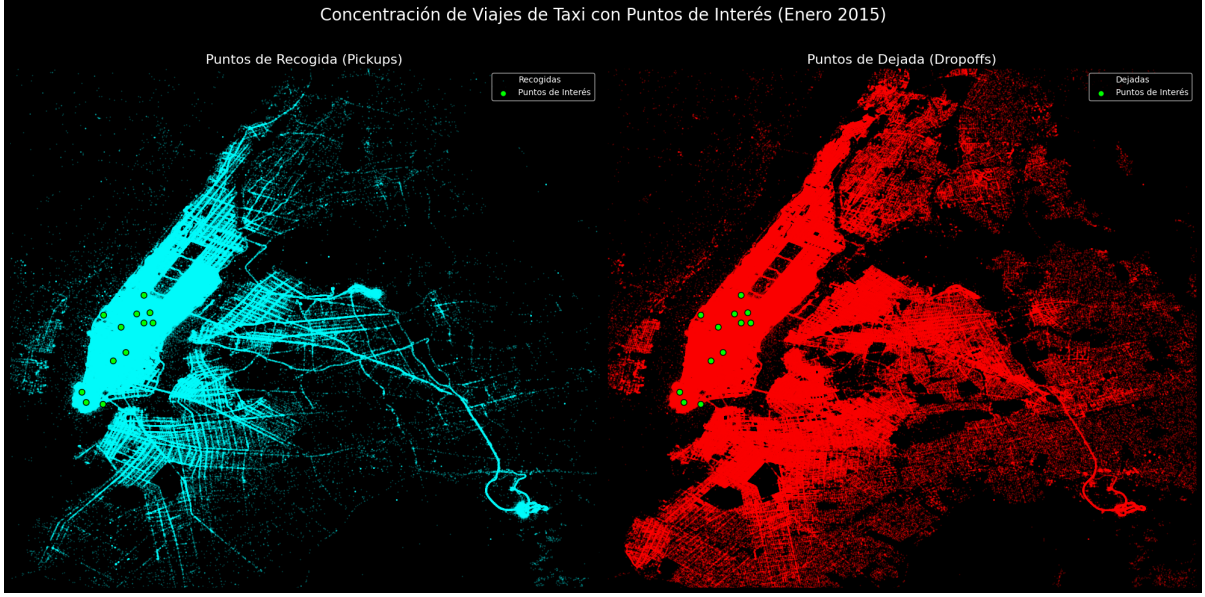 Concentración de Viajes de Taxi con Puntos de Interés (Enero 2015)
Puntos de Recogida (Pickups)
Recogidas
Puntos de Interés
Puntos de Dejada (Dropoffs)
Dejadas
Puntos de Interés